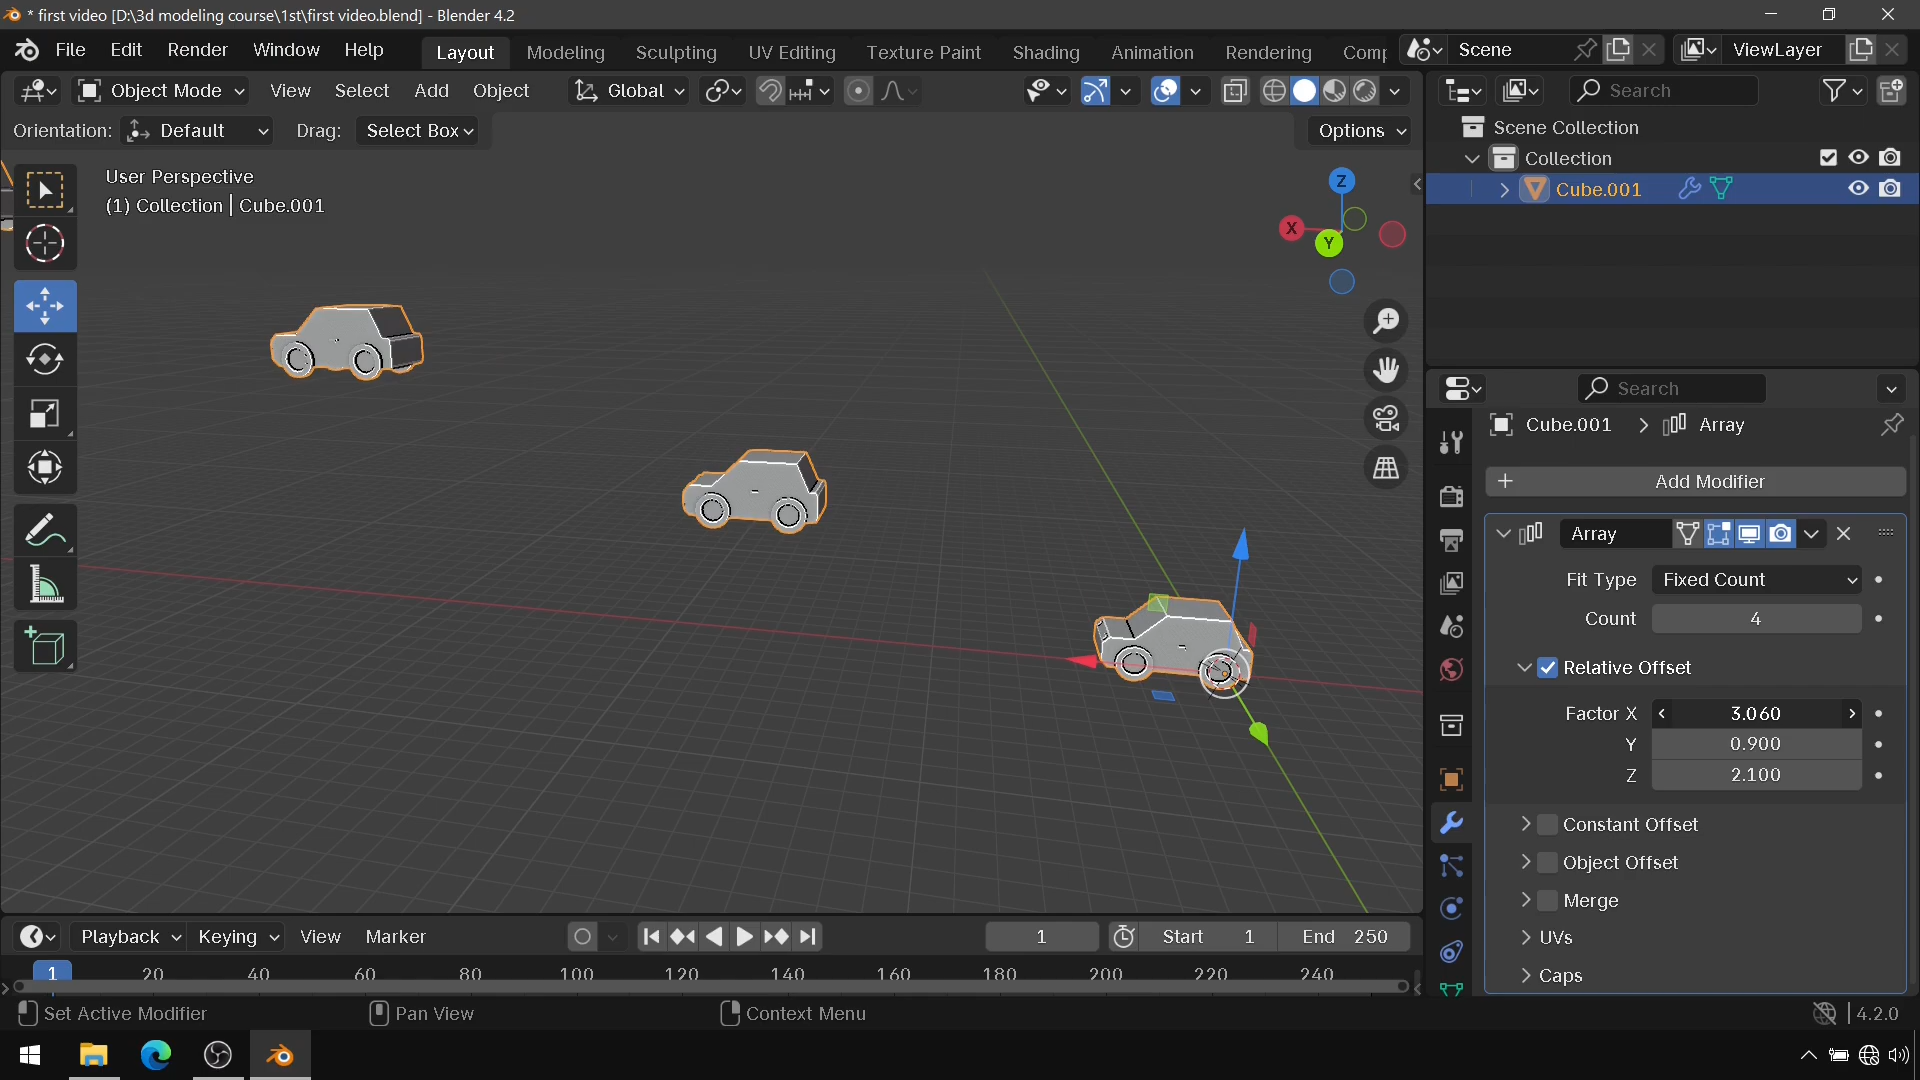 * first video [D:\3d modeling course\1st\first video.blend] - Blender 4.2
File Edit Render Window Help Layout Modeling Sculpting UV Editing Texture Paint Shading Animation Rendering Comp Scene ViewLayer
Object Mode View Select Add Object Global Search
Orientation: Default Drag: Select Box Options
User Perspective
(1) Collection | Cube.001
Z
X
Y
Scene Collection
Collection
Cube.001
Search
Cube.001 > Array
Add Modifier
Array
Fit Type Fixed Count
Count 4
Relative Offset
Factor X 3.060
Y 0.900
Z 2.100
Constant Offset
Object Offset
Merge
UVs
Caps
Playback Keying View Marker 1 Start 1 End 250
1 20 40 60 80 100 120 140 160 180 200 220 240
Set Active Modifier Pan View Context Menu 4.2.0